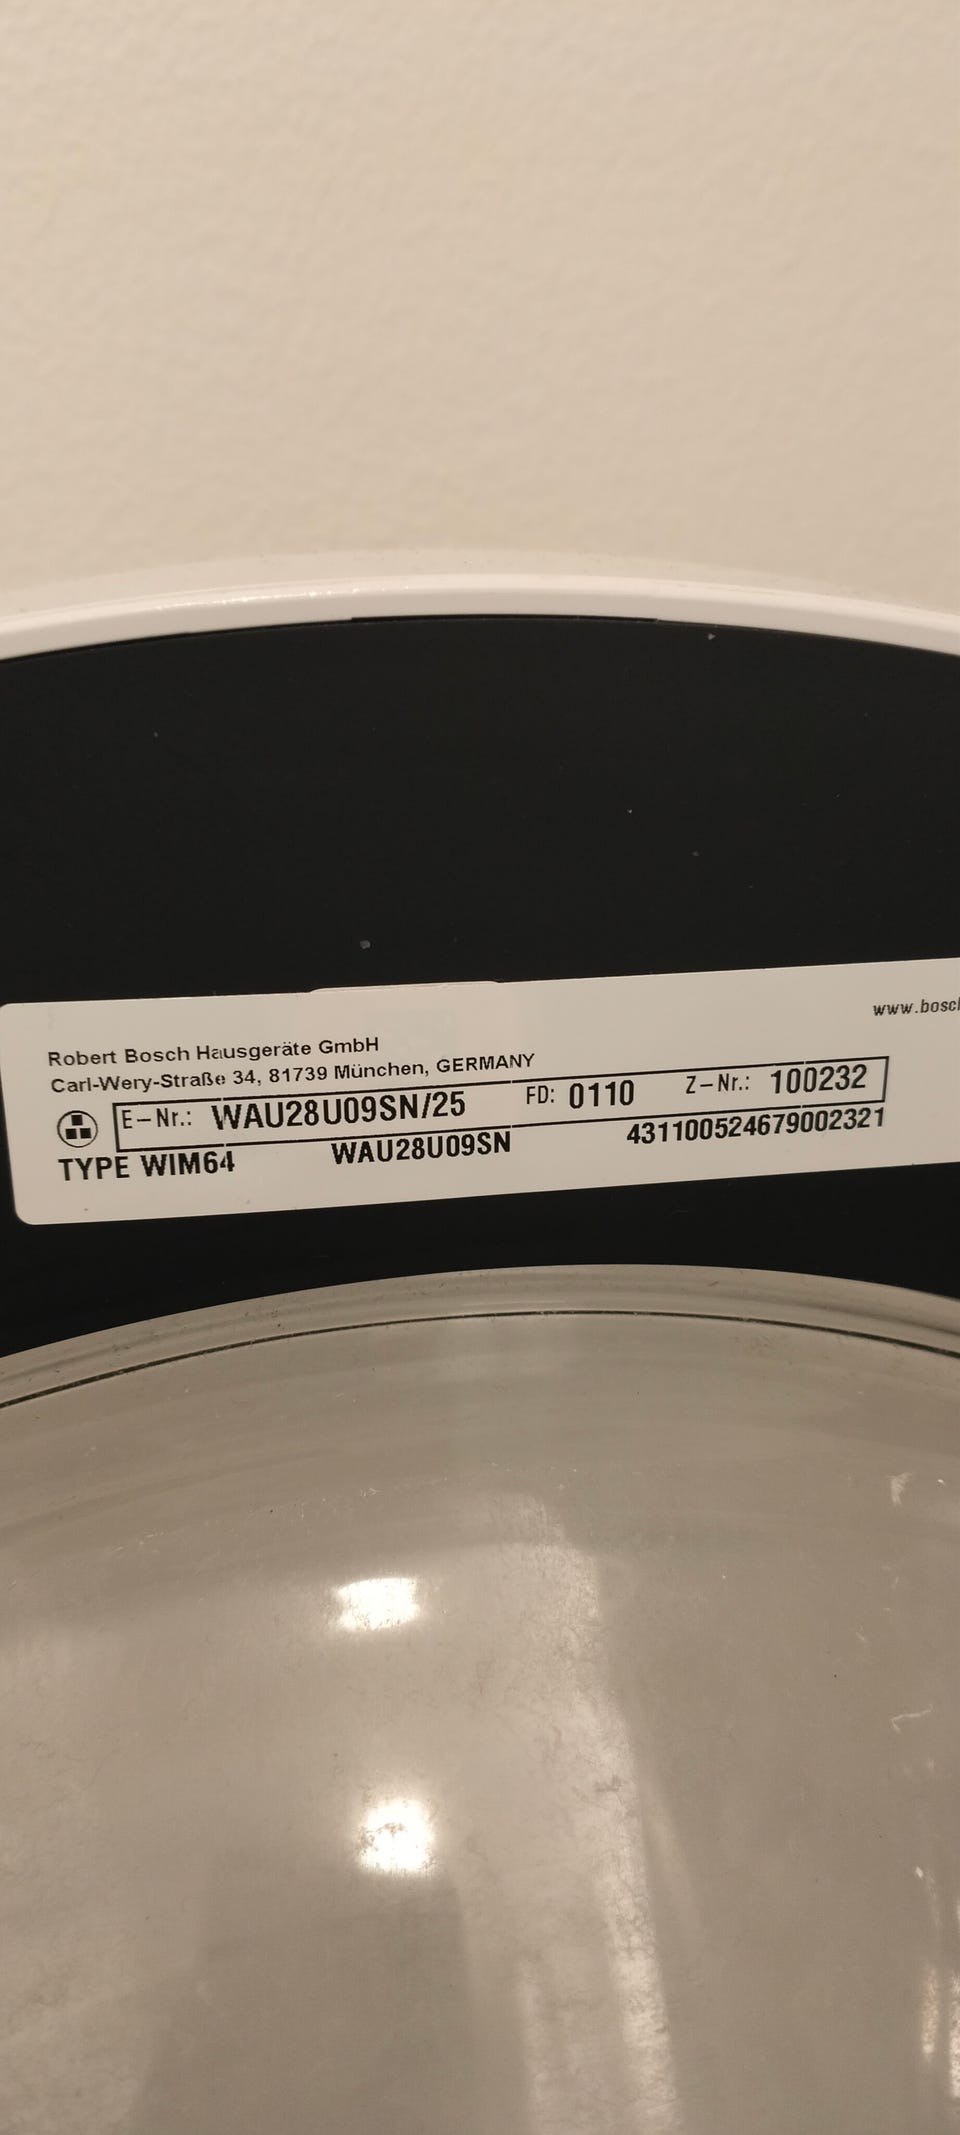 www.bosch
Robert Bosch Hausgeräte GmbH
Carl-Wery-Straße 34, 81739 München, GERMANY
E-Nr.: WAU28U09SN/25 FD: 0110 Z-Nr.: 100232
TYPE WIM64 WAU28U09SN 431100524679002321